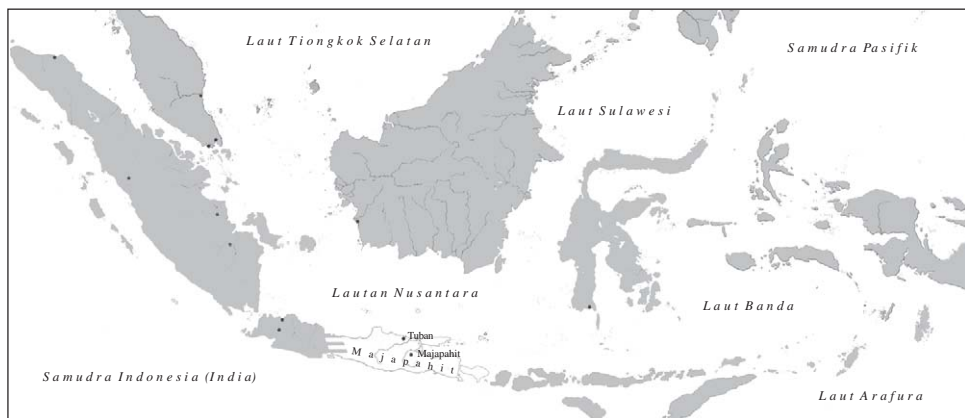 Laut Tiongkok Selatan
Samudra Pasifik
Laut Sulawesi
Lautan Nusantara
Laut Banda
Tuban
Majapahit
Majapahit
Samudra Indonesia (India)
Laut Arafura